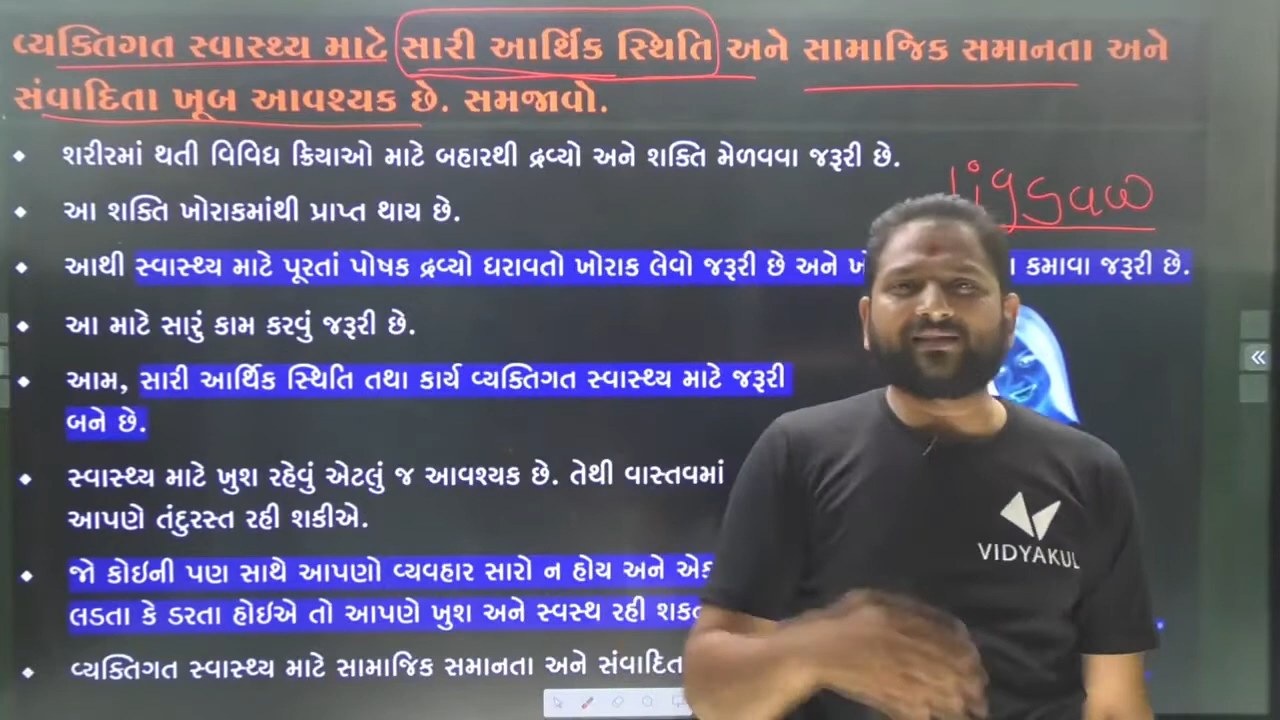 વ્યક્તિગત સ્વાસ્થ્ય માટે સારી આર્થિક સ્થિતિ અને સામાજિક સમાનતા અને
સંવાદિતા ખૂબ આવશ્યક છે. સમજાવો.
શરીરમાં થતી વિવિધ ક્રિયાઓ માટે બહારથી દ્રવ્યો અને શક્તિ મેળવવા જરૂરી છે.
jigsaw
આ શક્તિ ખોરાકમાંથી પ્રાપ્ત થાય છે.
આથી સ્વાસ્થ્ય માટે પૂરતાં પોષક દ્રવ્યો ધરાવતો ખોરાક લેવો જરૂરી છે અને કમાવા જરૂરી છે.
આ માટે સારું કામ કરવું જરૂરી છે.
આમ, સારી આર્થિક સ્થિતિ તથા કાર્ય વ્યક્તિગત સ્વાસ્થ્ય માટે જરૂરી
બને છે.
સ્વાસ્થ્ય માટે ખુશ રહેવું એટલું જ આવશ્યક છે. તેથી વાસ્તવમાં
આપણે તંદુરસ્ત રહી શકીએ.
જો કોઇની પણ સાથે આપણો વ્યવહાર સારો ન હોય અને
લડતા કે ડરતા હોઇએ તો આપણે ખુશ અને સ્વસ્થ રહી
વ્યક્તિગત સ્વાસ્થ્ય માટે સામાજિક સમાનતા અને
VIDYAKUL